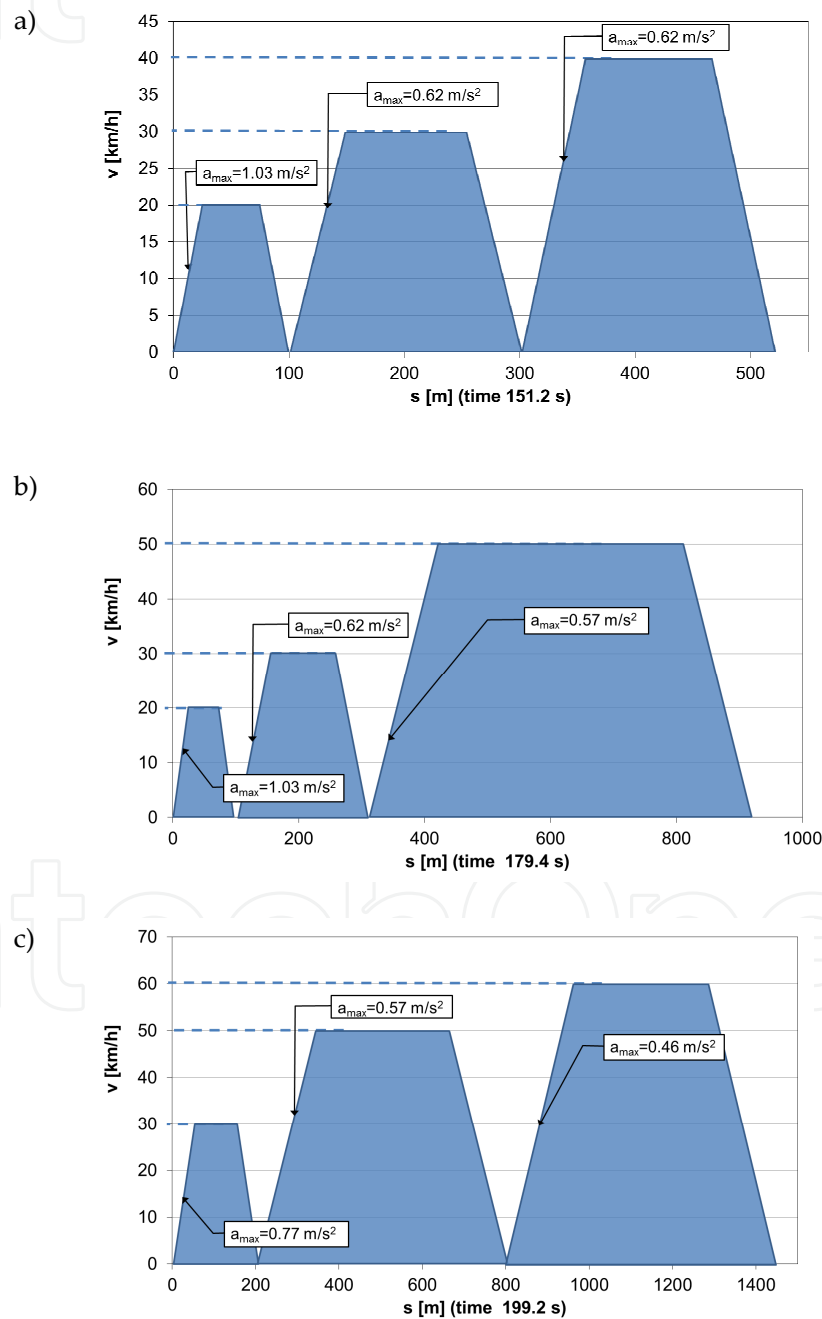 a)
45
40
35
30
25
20
15
10
5
0
v [km/h]
amax=1.03 m/s²
amax=0.62 m/s²
amax=0.62 m/s²
0 100 200 300 400 500
s [m] (time 151.2 s)
b)
60
50
40
30
20
10
0
v [km/h]
amax=0.62 m/s²
amax=0.57 m/s²
amax=1.03 m/s²
0 200 400 600 800 1000
s [m] (time 179.4 s)
c)
70
60
50
40
30
20
10
0
v [km/h]
amax=0.57 m/s²
amax=0.46 m/s²
amax=0.77 m/s²
0 200 400 600 800 1000 1200 1400
s [m] (time 199.2 s)